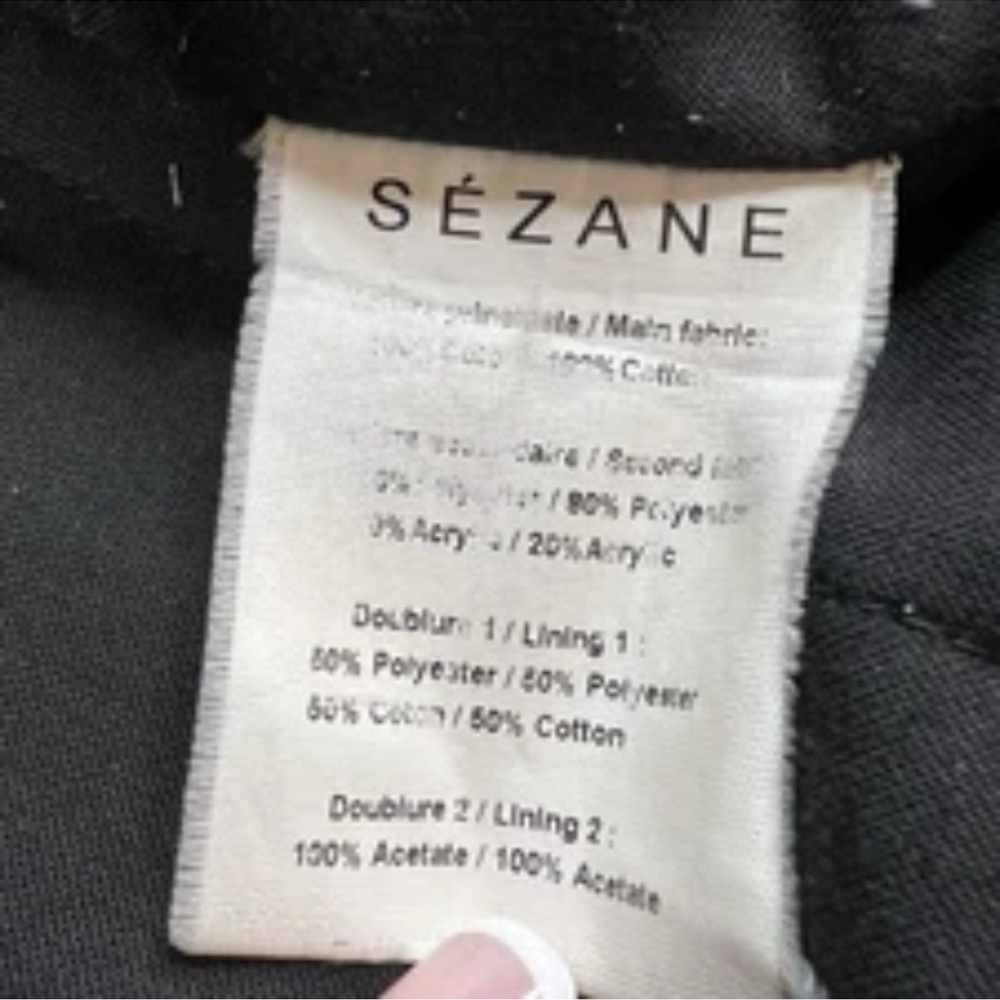 SÉZANE
/ Main fabric:
100% Cotton
/ Second
/ 80% Polyester
Acrylic / 20% Acrylic
Doublure 1 / Lining 1 :
50% Polyester / 50% Polyester
50% Coton / 50% Cotton
Doublure 2 / Lining 2 :
100% Acetate / 100% Acetate